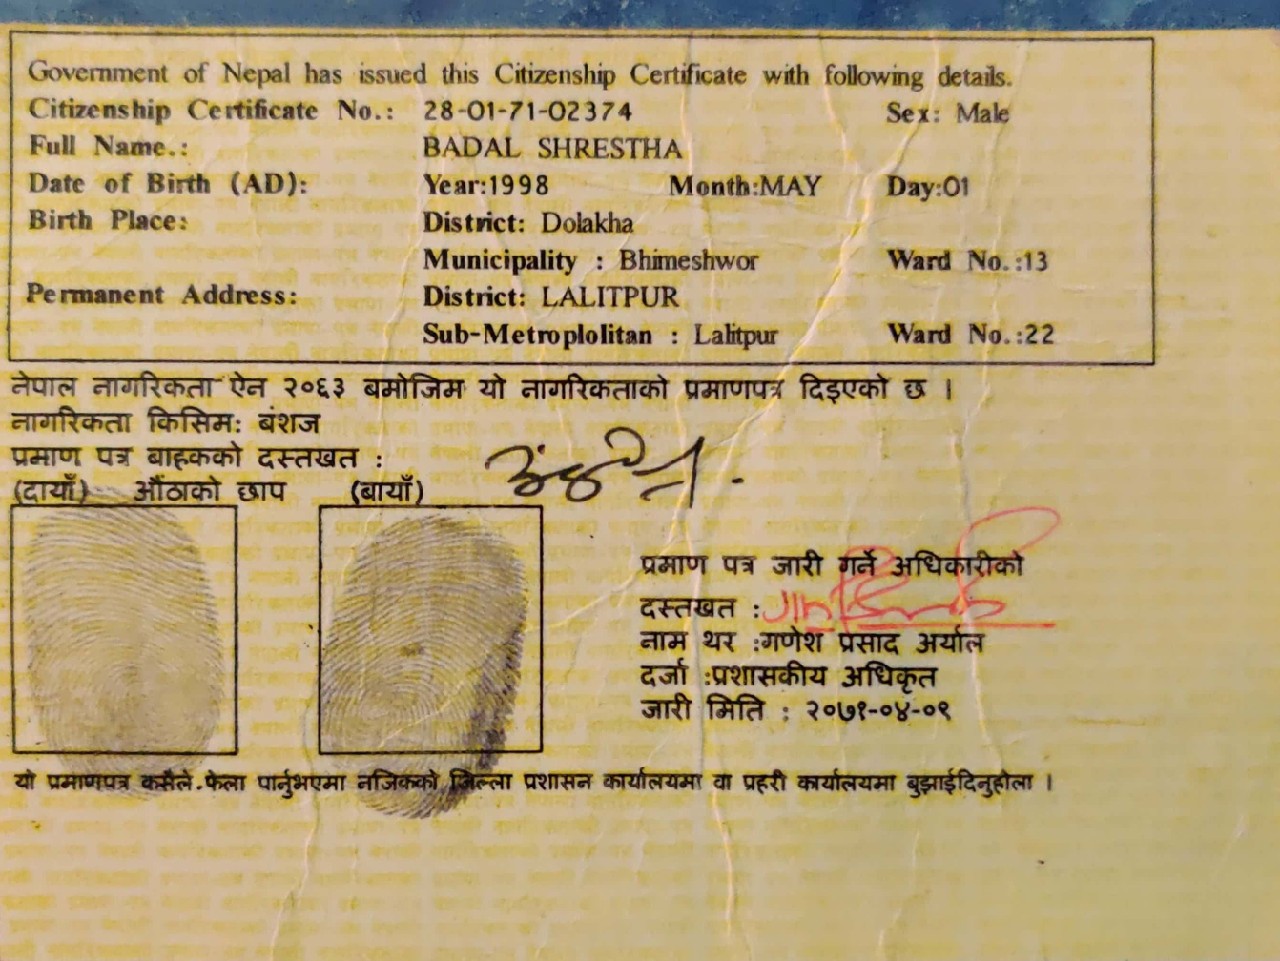 Government of Nepal has issued this Citizenship Certificate with following details.
Citizenship Certificate No.: 28-01-71-02374 Sex: Male
Full Name.: BADAL SHRESTHA
Date of Birth (AD): Year:1998 Month:MAY Day:01
Birth Place: District: Dolakha
Municipality : Bhimeshwor Ward No.:13
Permanent Address: District: LALITPUR
Sub-Metroplolitan : Lalitpur Ward No.:22
नेपाल नागरिकता ऐन २०६३ बमोजिम यो नागरिकताको प्रमाणपत्र दिइएको छ ।
नागरिकता किसिम: बंशज
प्रमाण पत्र बाहकको दस्तखत :
(दायाँ) औंठाको छाप (बायाँ)
प्रमाण पत्र जारी गर्ने अधिकारीको
दस्तखत :
नाम थर :गणेश प्रसाद अर्याल
दर्जा :प्रशासकीय अधिकृत
जारी मिति : २०७१-०४-०९
यो प्रमाणपत्र कसैले फेला पार्नुभएमा नजिकको जिल्ला प्रशासन कार्यालयमा वा प्रहरी कार्यालयमा बुझाईदिनुहोला ।